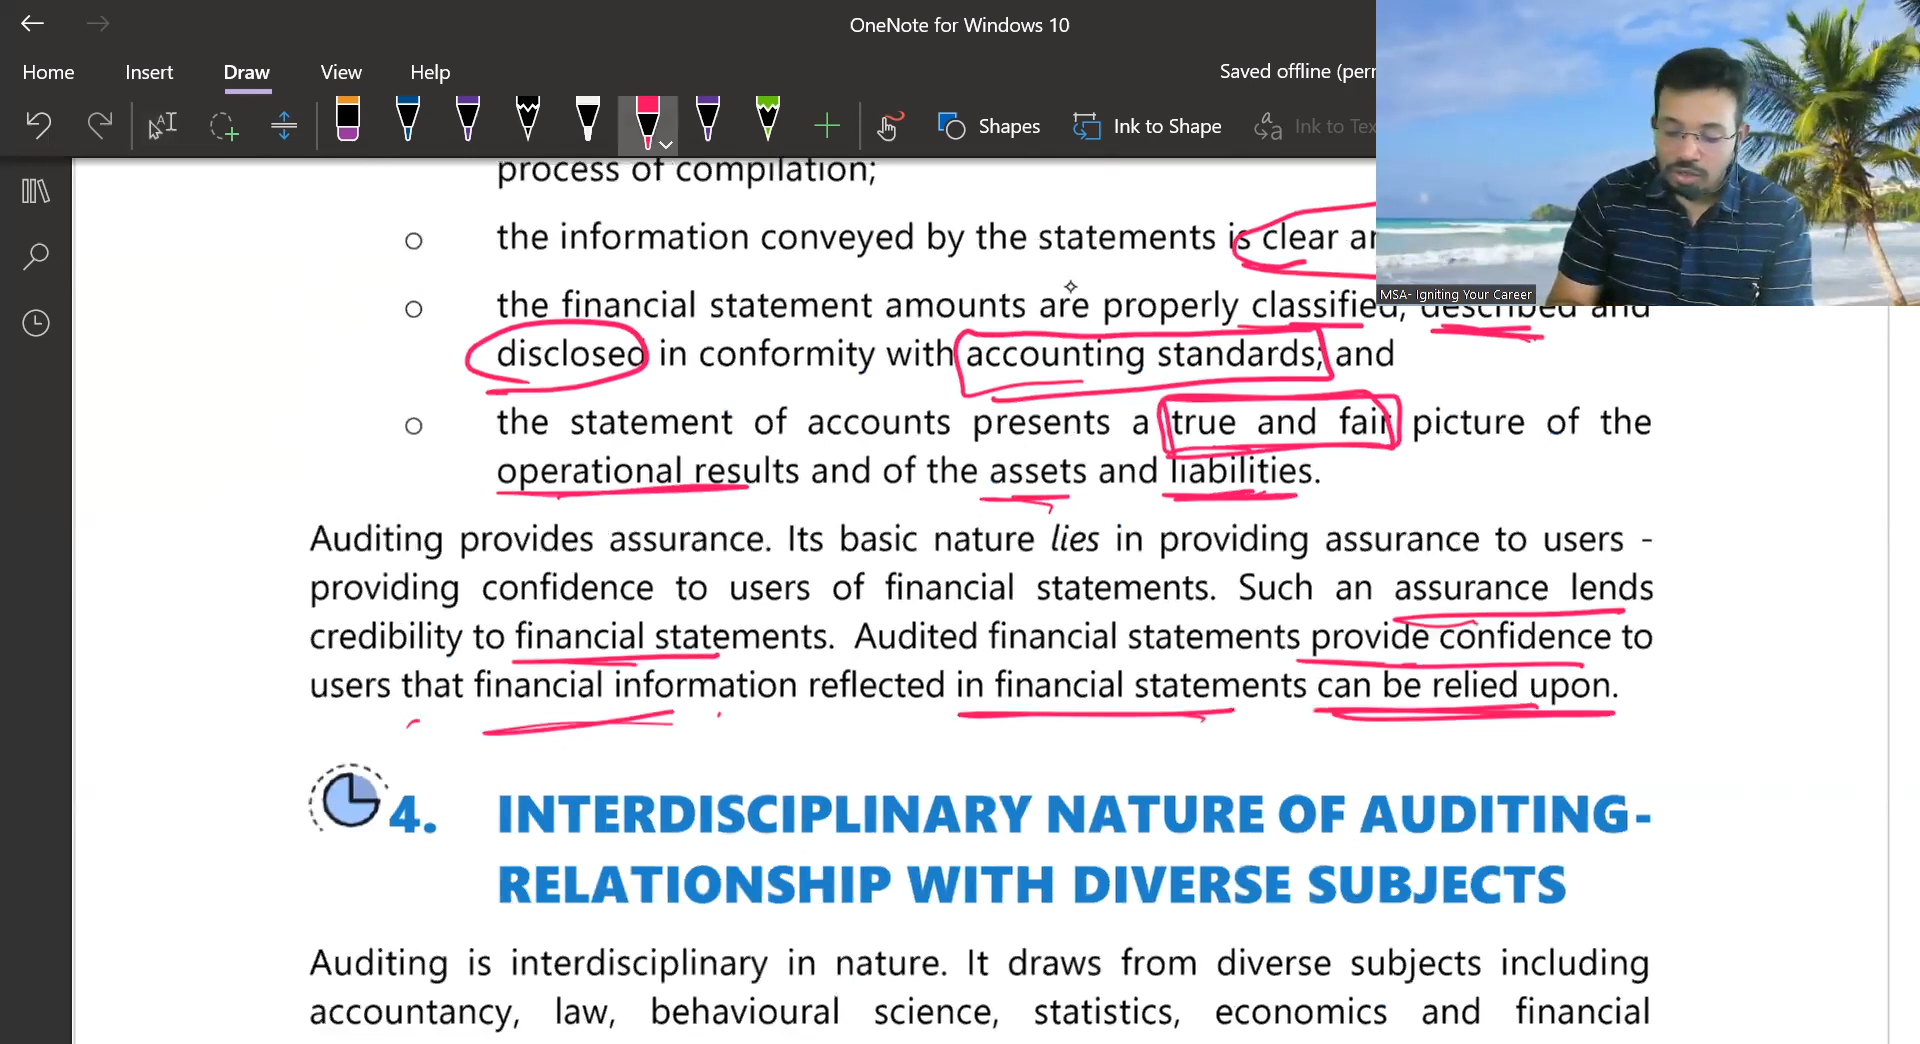 OneNote for Windows 10
Home Insert Draw View Help
Saved offline (per
Shapes Ink to Shape Ink to Tex
MSA- Igniting Your Career
process of compilation;
o the information conveyed by the statements is clear an
o the financial statement amounts are properly classified, described and
disclosed in conformity with accounting standards; and
o the statement of accounts presents a true and fair picture of the
operational results and of the assets and liabilities.
Auditing provides assurance. Its basic nature lies in providing assurance to users -
providing confidence to users of financial statements. Such an assurance lends
credibility to financial statements. Audited financial statements provide confidence to
users that financial information reflected in financial statements can be relied upon.
4. INTERDISCIPLINARY NATURE OF AUDITING-
RELATIONSHIP WITH DIVERSE SUBJECTS
Auditing is interdisciplinary in nature. It draws from diverse subjects including
accountancy, law, behavioural science, statistics, economics and financial